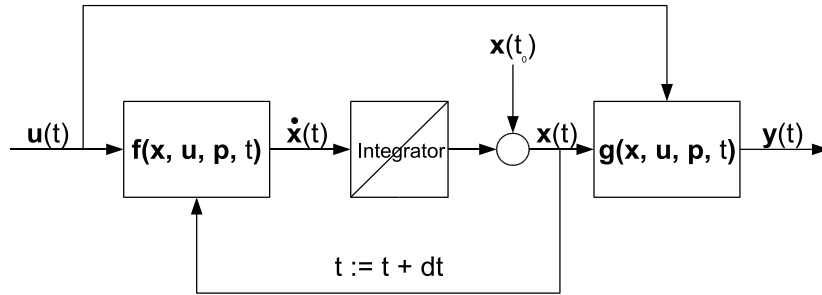 x(t₀)
u(t)
f(x, u, p, t)
ẋ(t)
Integrator
x(t)
g(x, u, p, t)
y(t)
t := t + dt